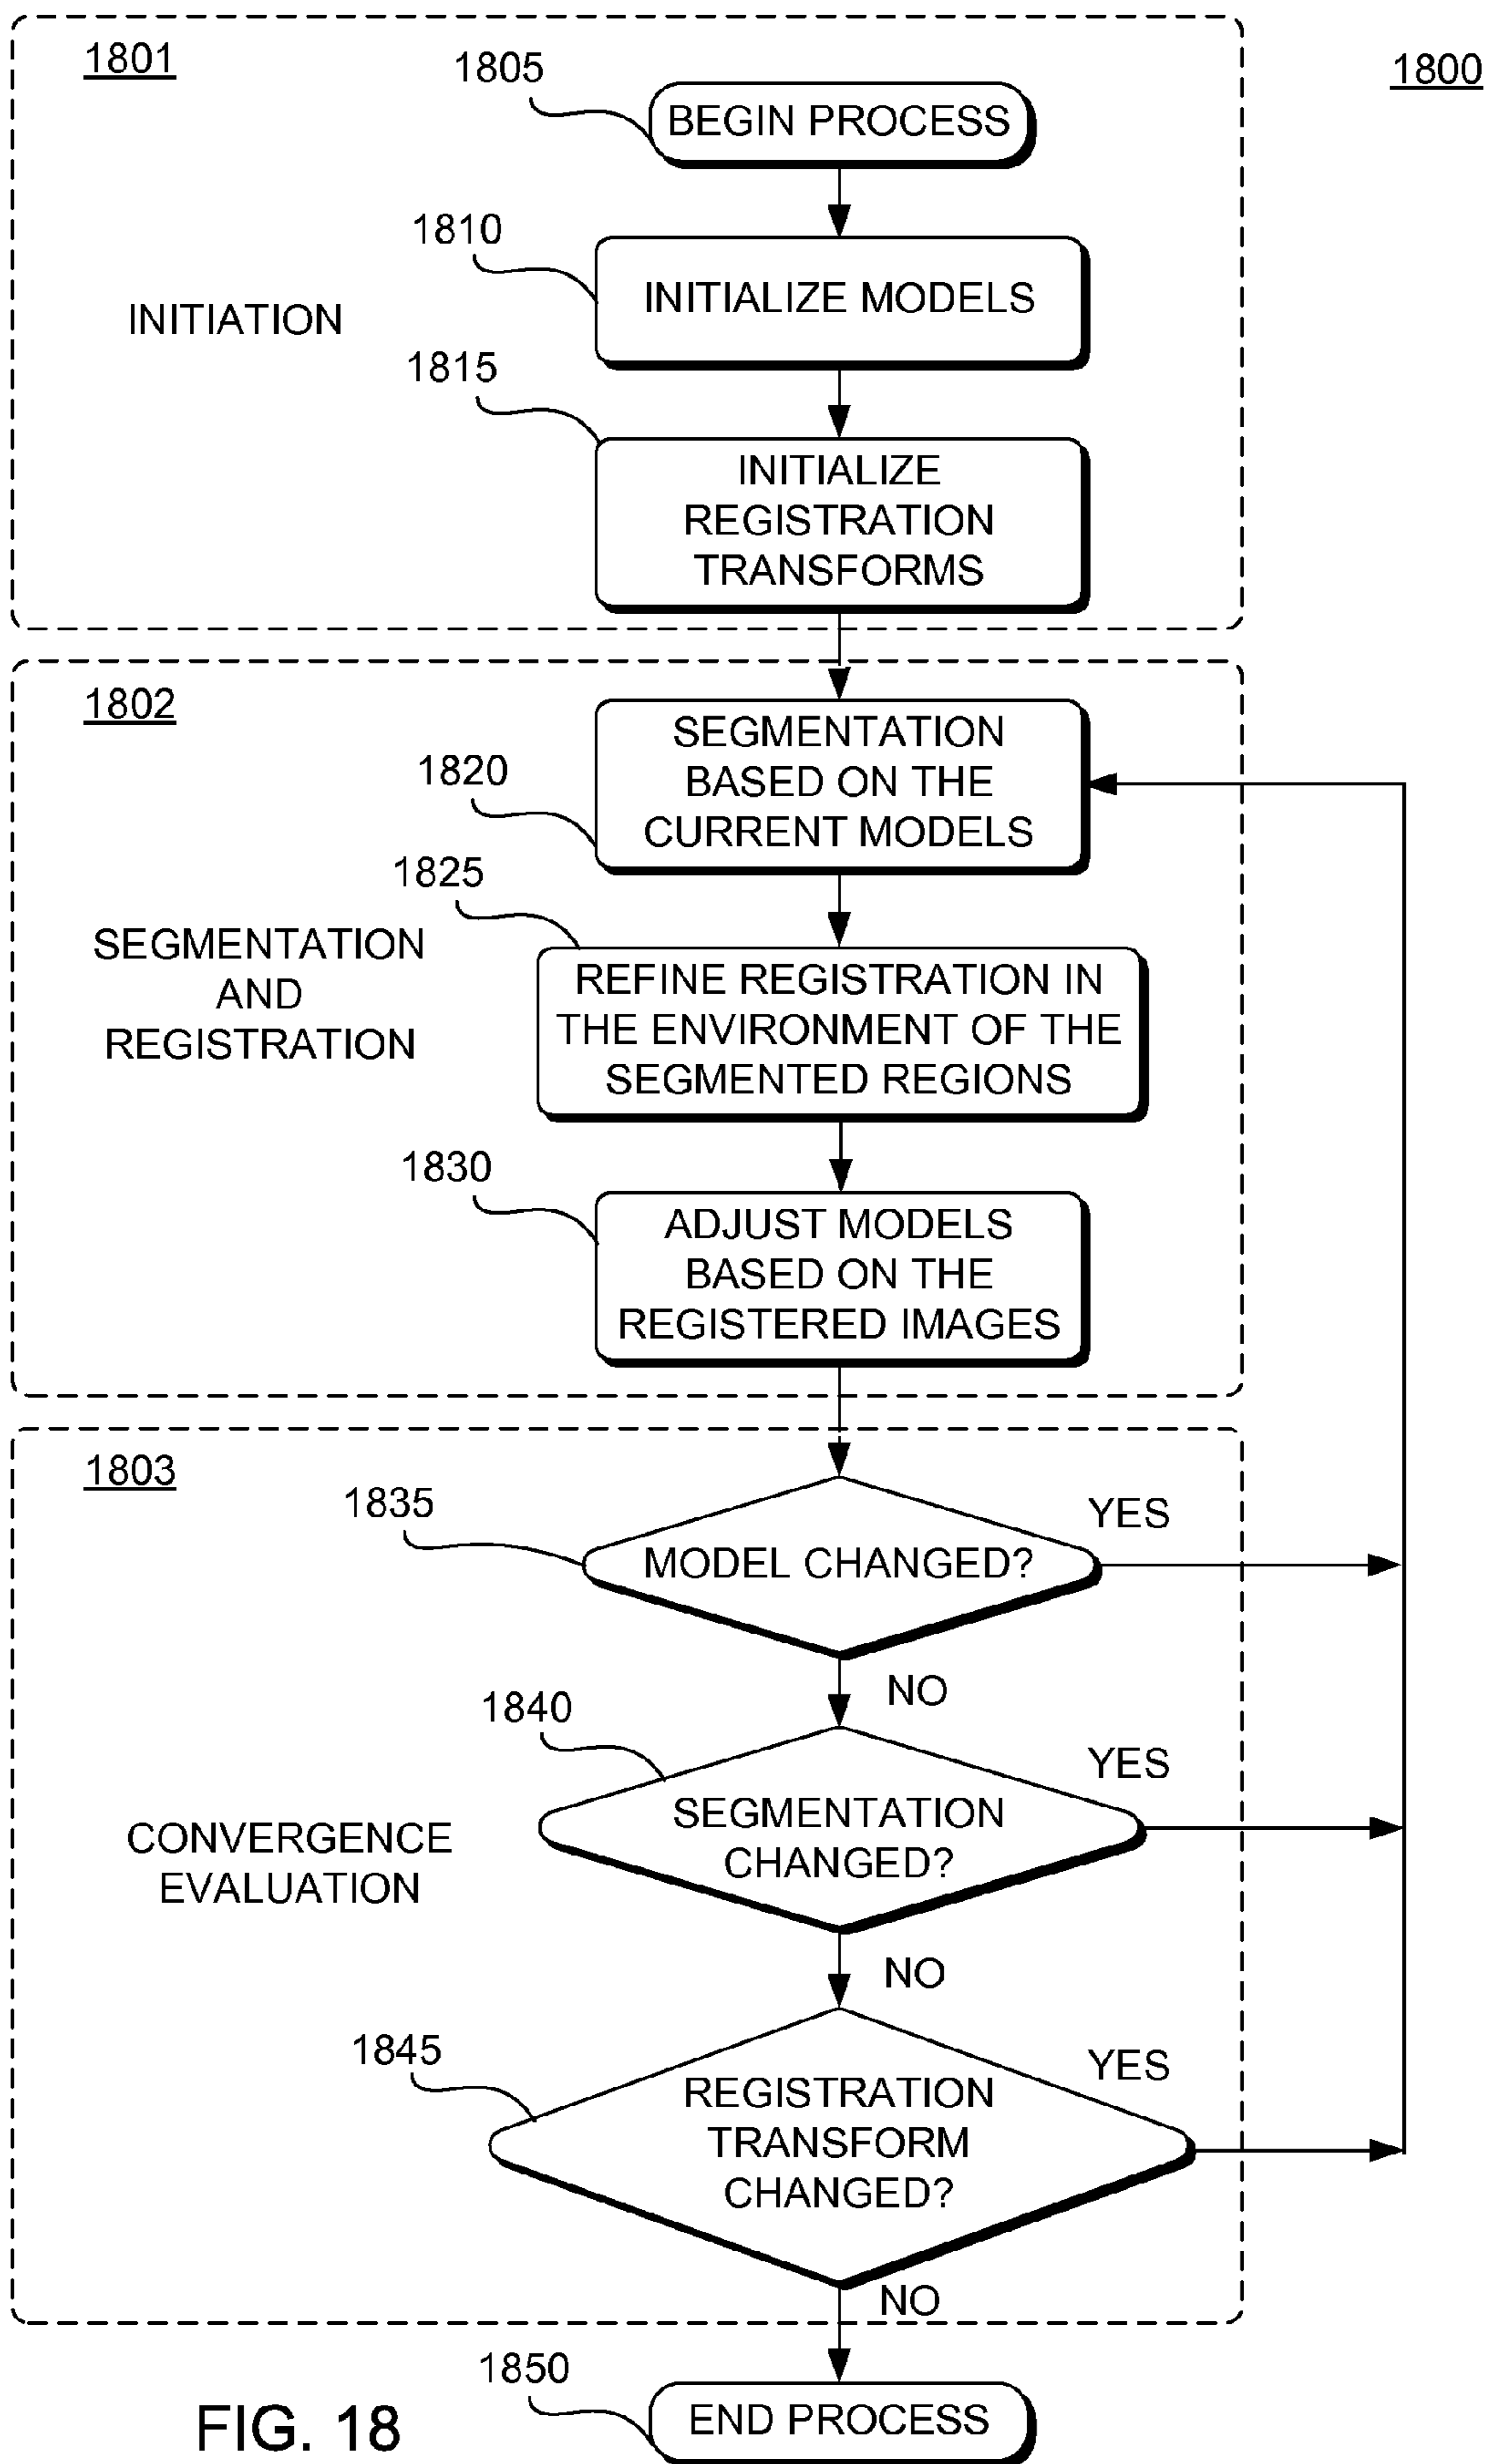 1801
1800
1805
BEGIN PROCESS
1810
INITIALIZE MODELS
INITIATION
1815
INITIALIZE
REGISTRATION
TRANSFORMS
1802
SEGMENTATION
BASED ON THE
CURRENT MODELS
1820
1825
SEGMENTATION
AND
REGISTRATION
REFINE REGISTRATION IN
THE ENVIRONMENT OF THE
SEGMENTED REGIONS
1830
ADJUST MODELS
BASED ON THE
REGISTERED IMAGES
1803
1835
YES
MODEL CHANGED?
NO
1840
YES
SEGMENTATION
CHANGED?
CONVERGENCE
EVALUATION
NO
1845
YES
REGISTRATION
TRANSFORM
CHANGED?
NO
1850
END PROCESS
FIG. 18